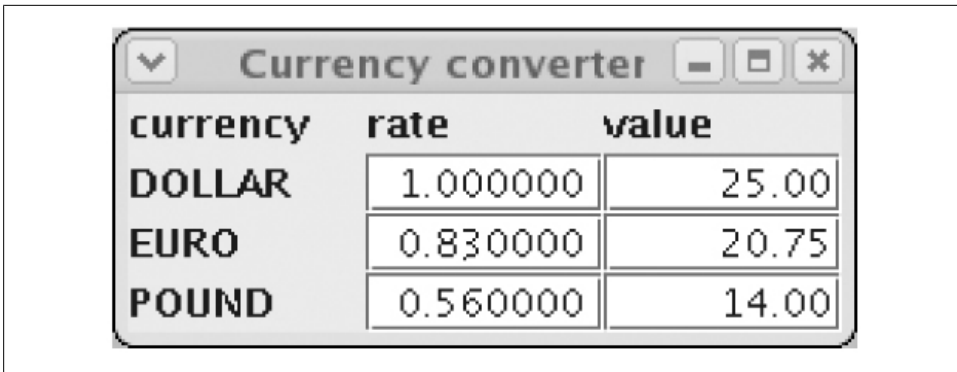 Currency converter
currency rate value
DOLLAR 1.000000 25.00
EURO 0.830000 20.75
POUND 0.560000 14.00